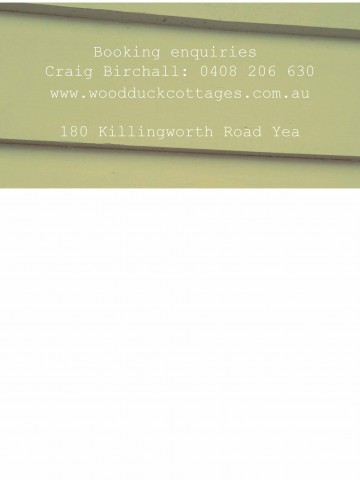 Booking enquiries
Craig Birchall: 0408 206 630
www.woodduckcottages.com.au
180 Killingworth Road Yea